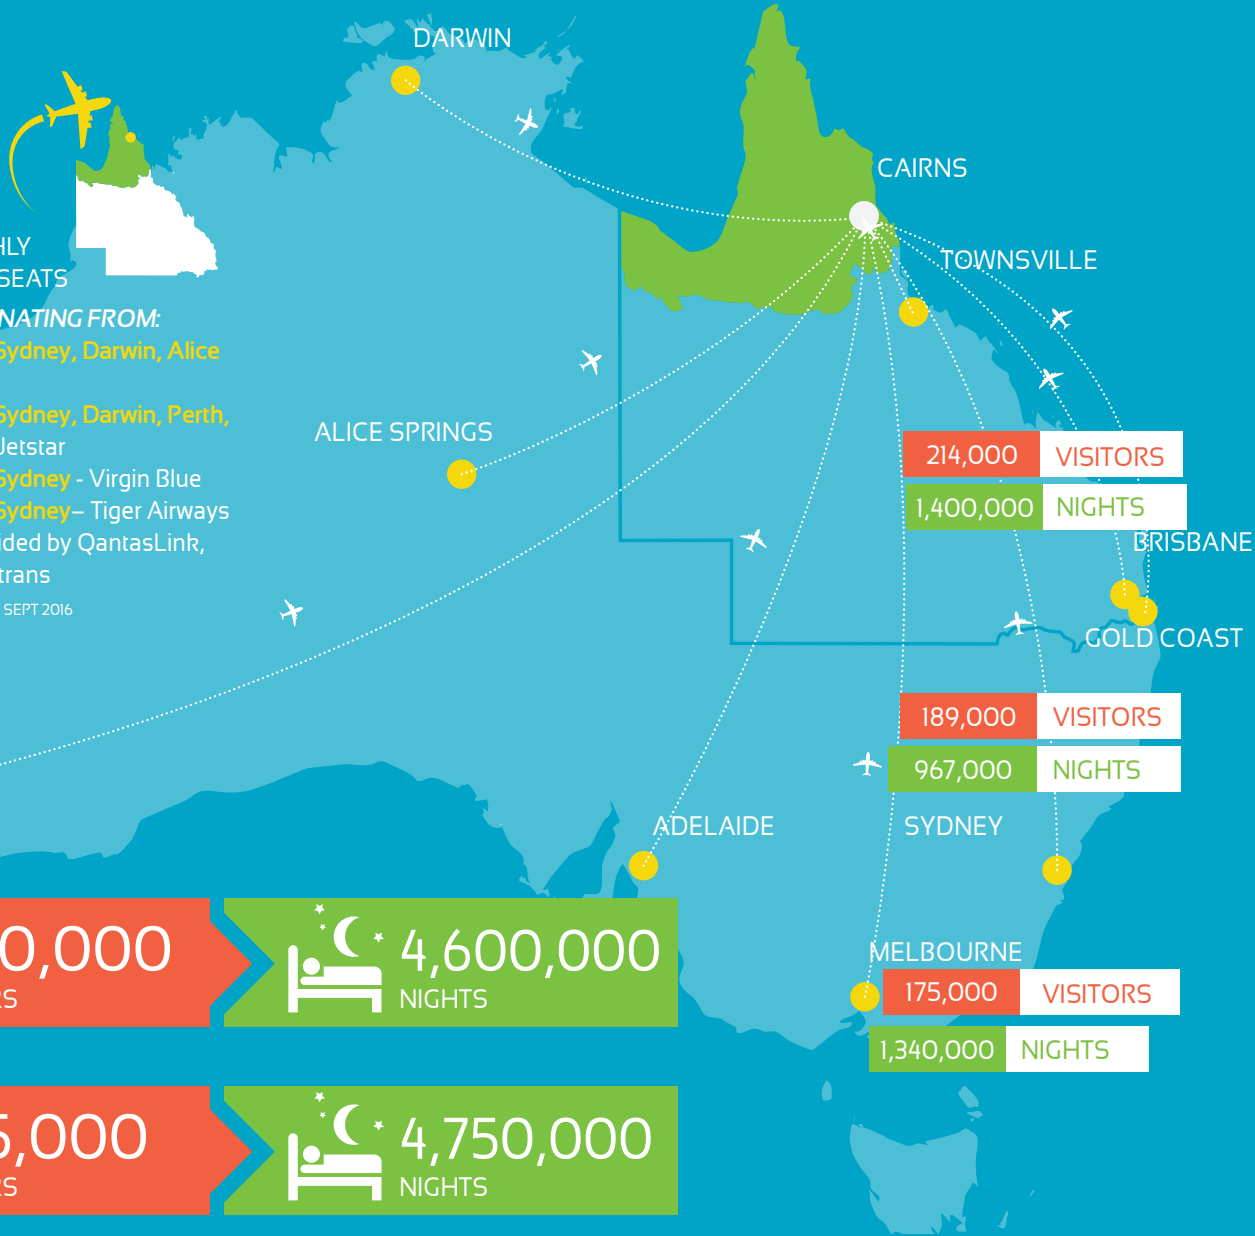 DARWIN
CAIRNS
TOWNSVILLE
HLY
SEATS
NATING FROM:
Sydney, Darwin, Alice
Sydney, Darwin, Perth,
Jetstar
Sydney - Virgin Blue
Sydney– Tiger Airways
ided by QantasLink,
trans
SEPT 2016
ALICE SPRINGS
214,000 VISITORS
1,400,000 NIGHTS
BRISBANE
GOLD COAST
189,000 VISITORS
967,000 NIGHTS
ADELAIDE
SYDNEY
MELBOURNE
175,000 VISITORS
1,340,000 NIGHTS
0,000
RS
4,600,000
NIGHTS
5,000
RS
4,750,000
NIGHTS